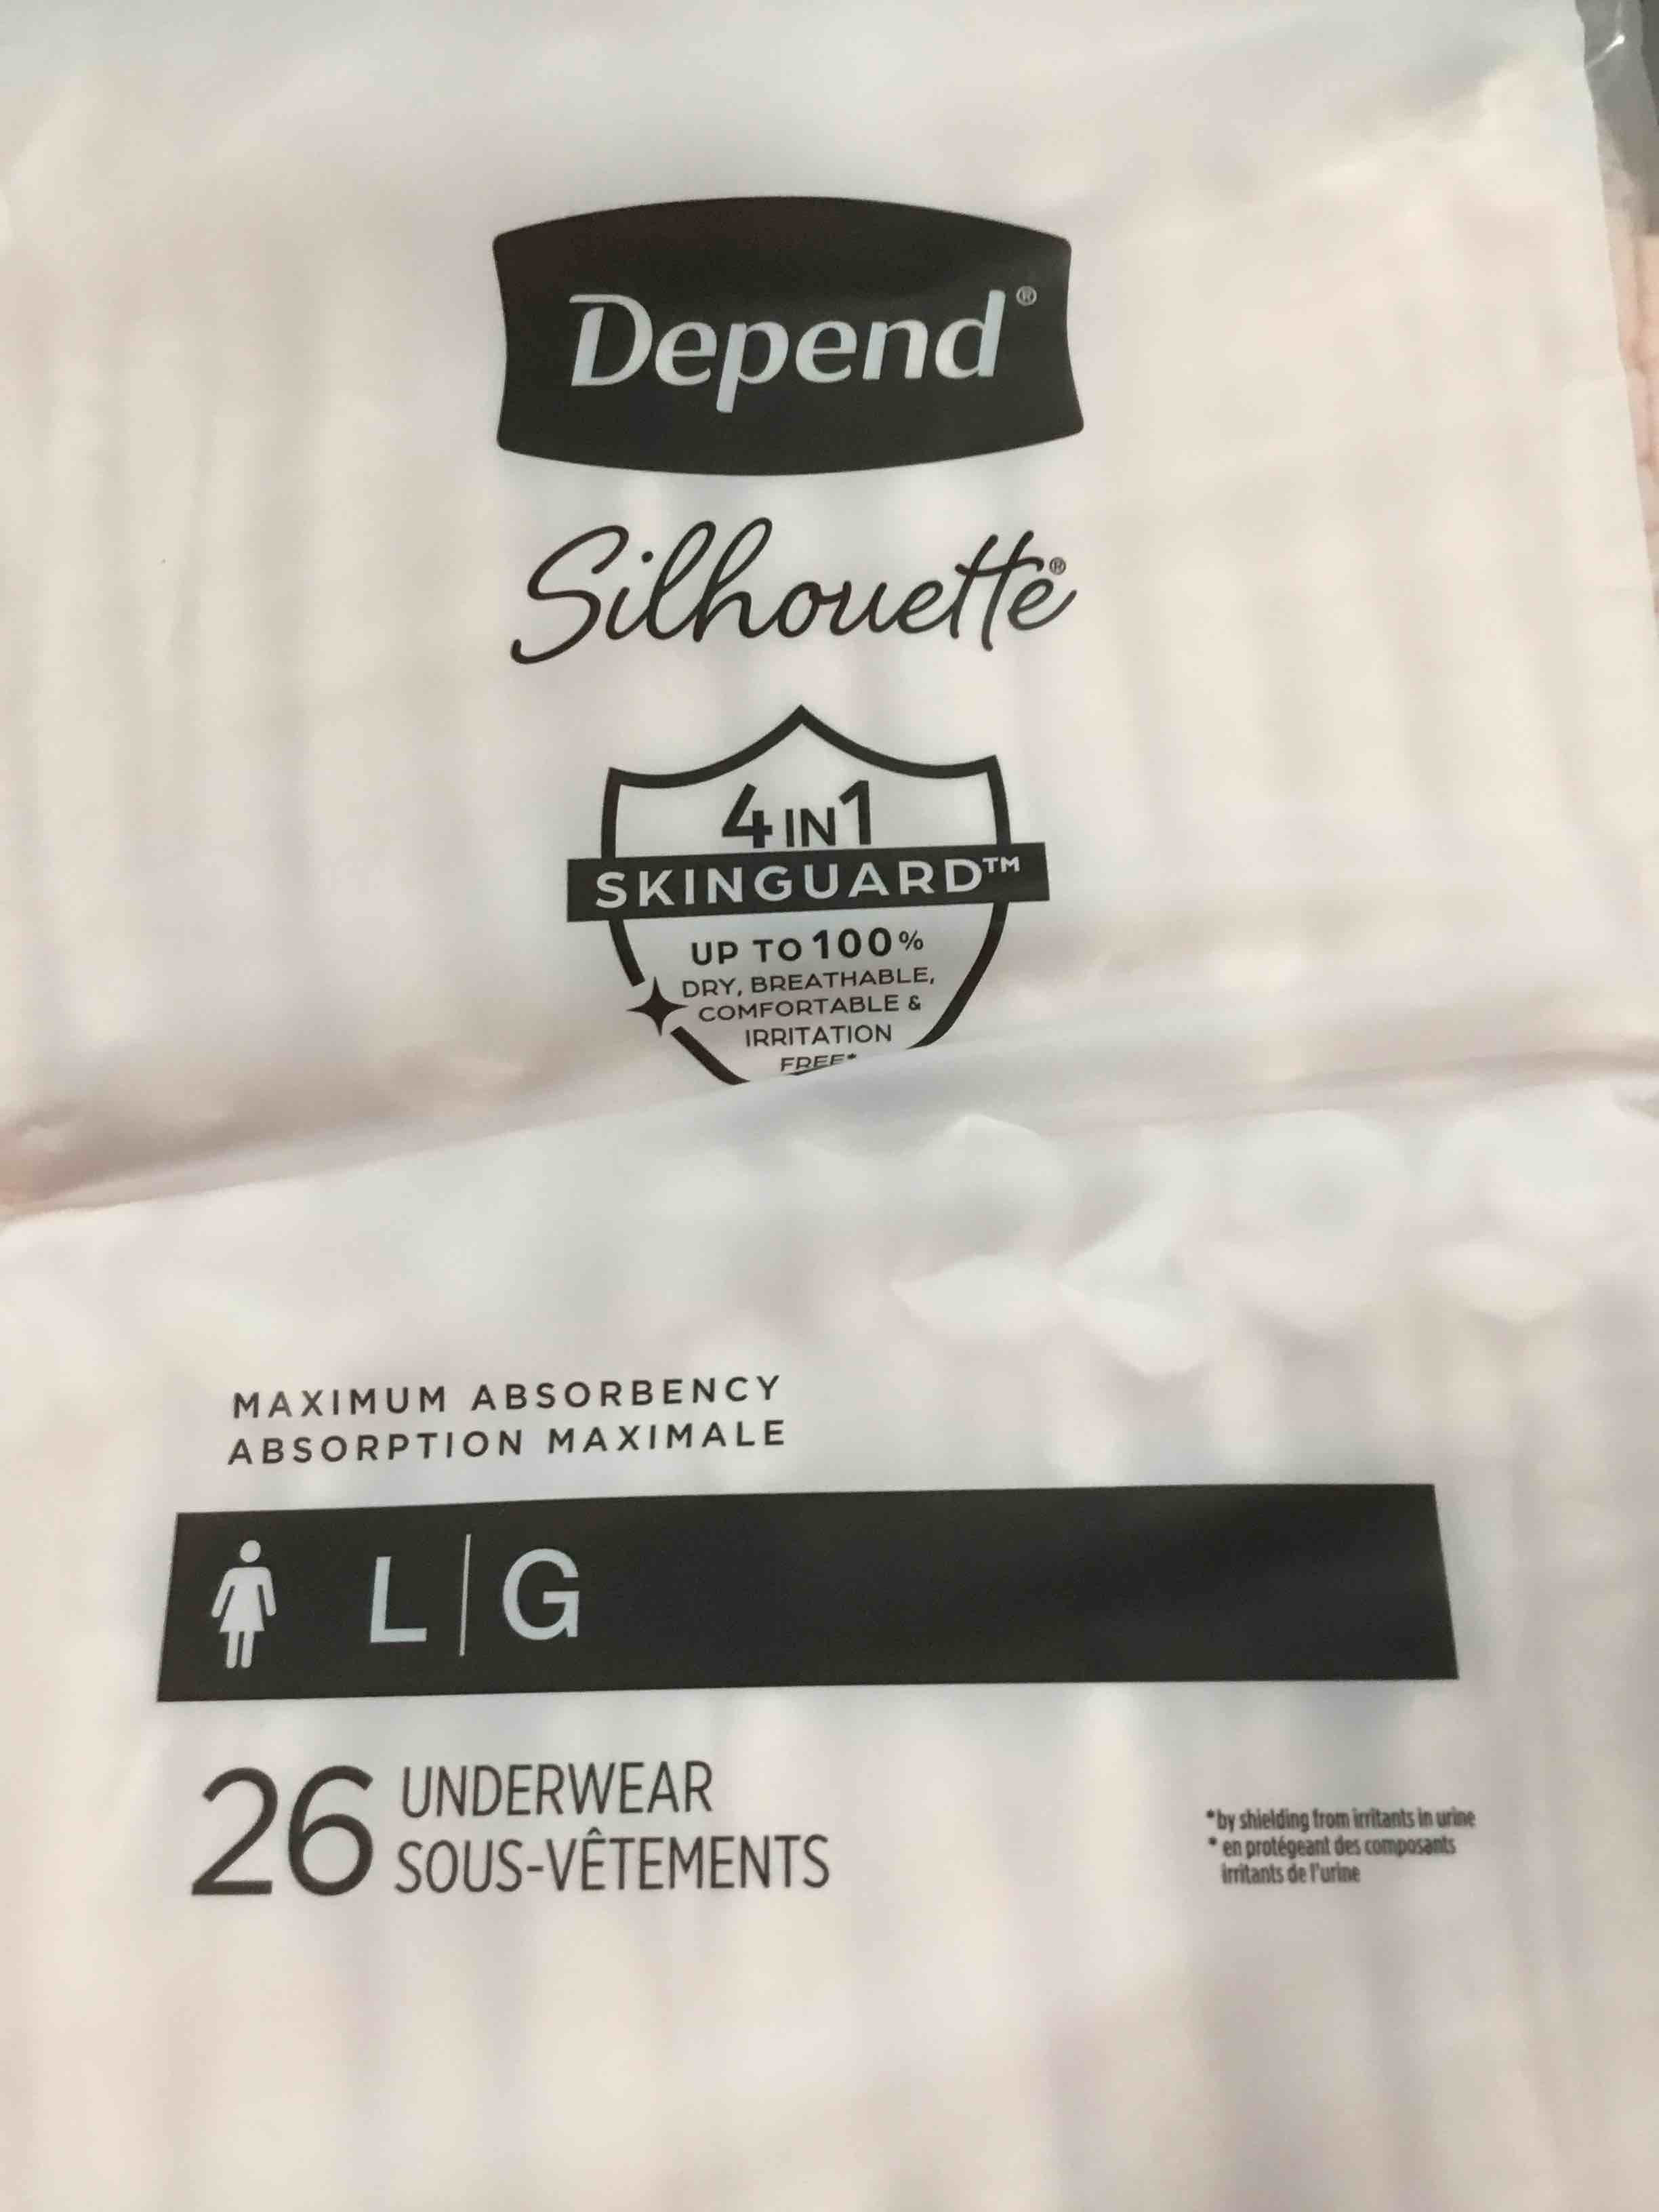 Depend®
Silhouette®
4 IN 1
SKINGUARD™
UP TO 100%
DRY, BREATHABLE,
COMFORTABLE &
IRRITATION
FREE*
MAXIMUM ABSORBENCY
ABSORPTION MAXIMALE
L | G
26 UNDERWEAR
SOUS-VÊTEMENTS
*by shielding from irritants in urine
* en protégeant des composants
irritants de l'urine